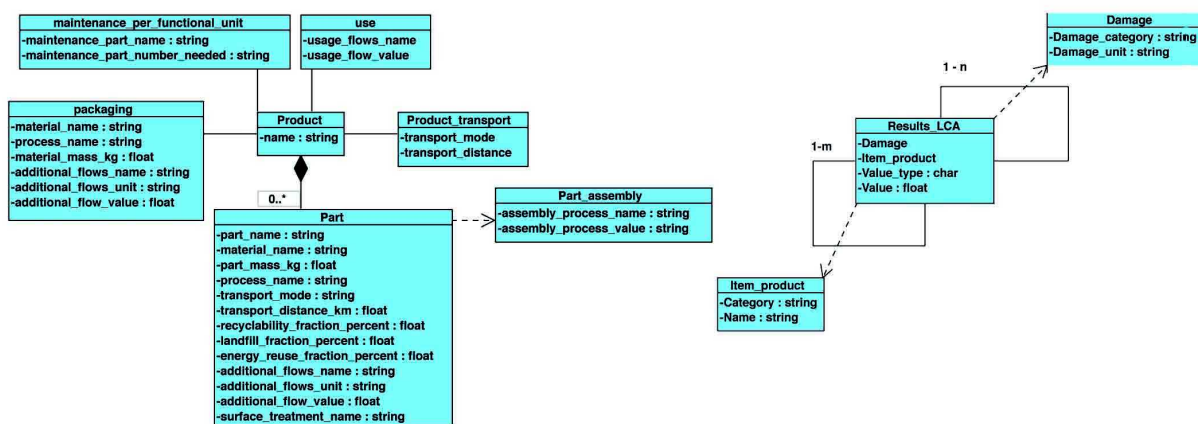 maintenance_per_functional_unit
-maintenance_part_name : string
-maintenance_part_number_needed : string
use
-usage_flows_name
-usage_flow_value
packaging
-material_name : string
-process_name : string
-material_mass_kg : float
-additional_flows_name : string
-additional_flows_unit : string
-additional_flow_value : float
Product
-name : string
Product_transport
-transport_mode
-transport_distance
0..*
Part
-part_name : string
-material_name : string
-part_mass_kg : float
-process_name : string
-transport_mode : string
-transport_distance_km : float
-recyclability_fraction_percent : float
-landfill_fraction_percent : float
-energy_reuse_fraction_percent : float
-additional_flows_name : string
-additional_flows_unit : string
-additional_flow_value : float
-surface_treatment_name : string
Part_assembly
-assembly_process_name : string
-assembly_process_value : string
Damage
-Damage_category : string
-Damage_unit : string
1 - n
Results_LCA
-Damage
-Item_product
-Value_type : char
-Value : float
1-m
Item_product
-Category : string
-Name : string